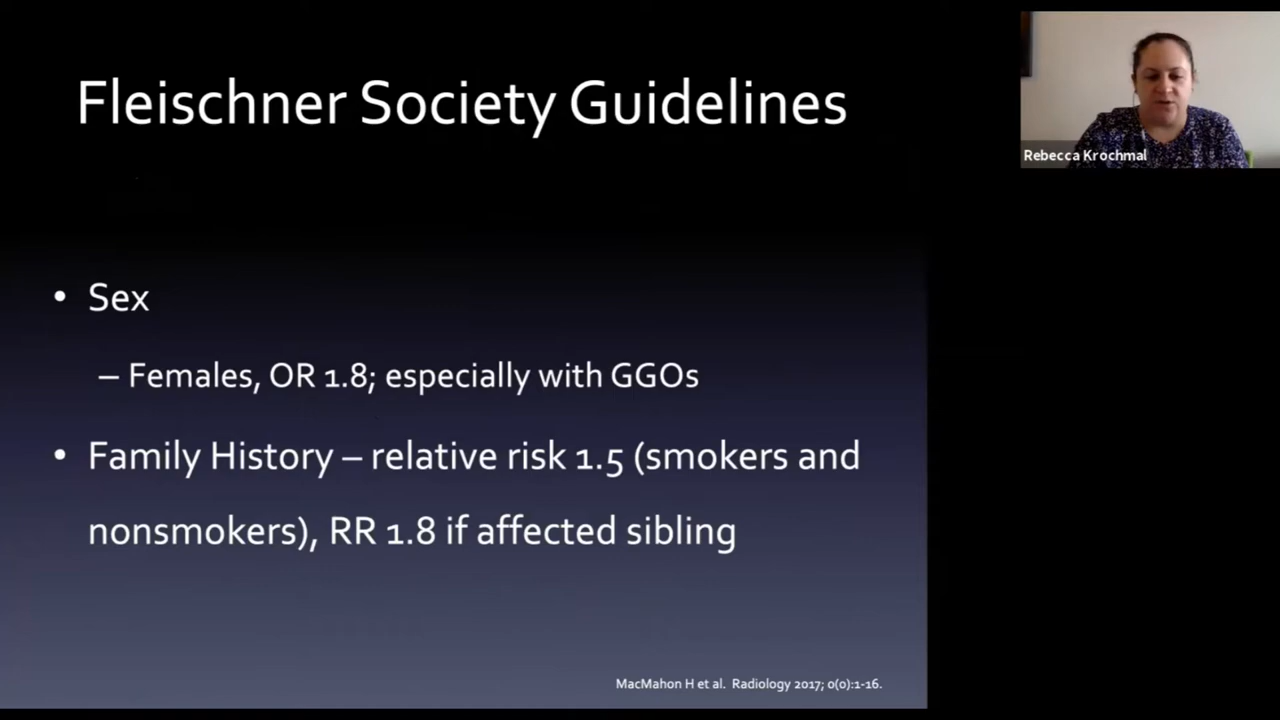 Fleischner Society Guidelines
Rebecca Krochmal
• Sex
– Females, OR 1.8; especially with GGOs
• Family History – relative risk 1.5 (smokers and
nonsmokers), RR 1.8 if affected sibling
MacMahon H et al. Radiology 2017; 0(0):1-16.